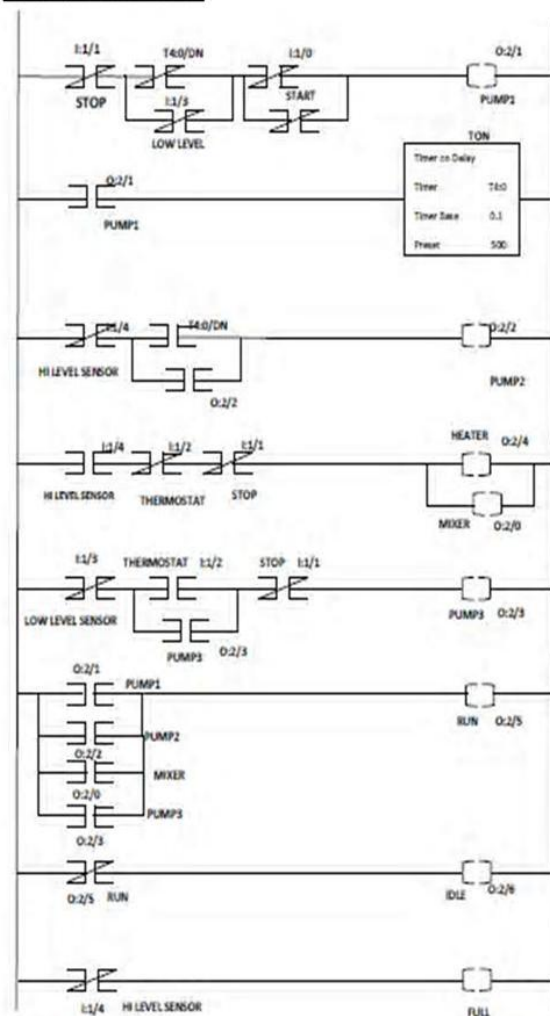 I:1/1 T4:0/DN I:1/0 O:2/1
STOP START PUMP1
I:1/3
LOW LEVEL
TON
Timer on Delay
Timer T4:0
Timer Base 0.1
Preset 500
O:2/1
PUMP1
I:1/4 T4:0/DN O:2/2
HI LEVEL SENSOR PUMP2
O:2/2
HEATER O:2/4
I:1/4 I:1/2 I:1/1
HI LEVEL SENSOR THERMOSTAT STOP
MIXER O:2/0
I:1/3 THERMOSTAT I:1/2 STOP I:1/1
LOW LEVEL SENSOR PUMP3 O:2/3
PUMP3 O:2/3
O:2/1
PUMP1
RUN O:2/5
PUMP2
O:2/2
MIXER
O:2/0
PUMP3
O:2/3
O:2/5 RUN IDLE O:2/6
I:1/4 HI LEVEL SENSOR FULL